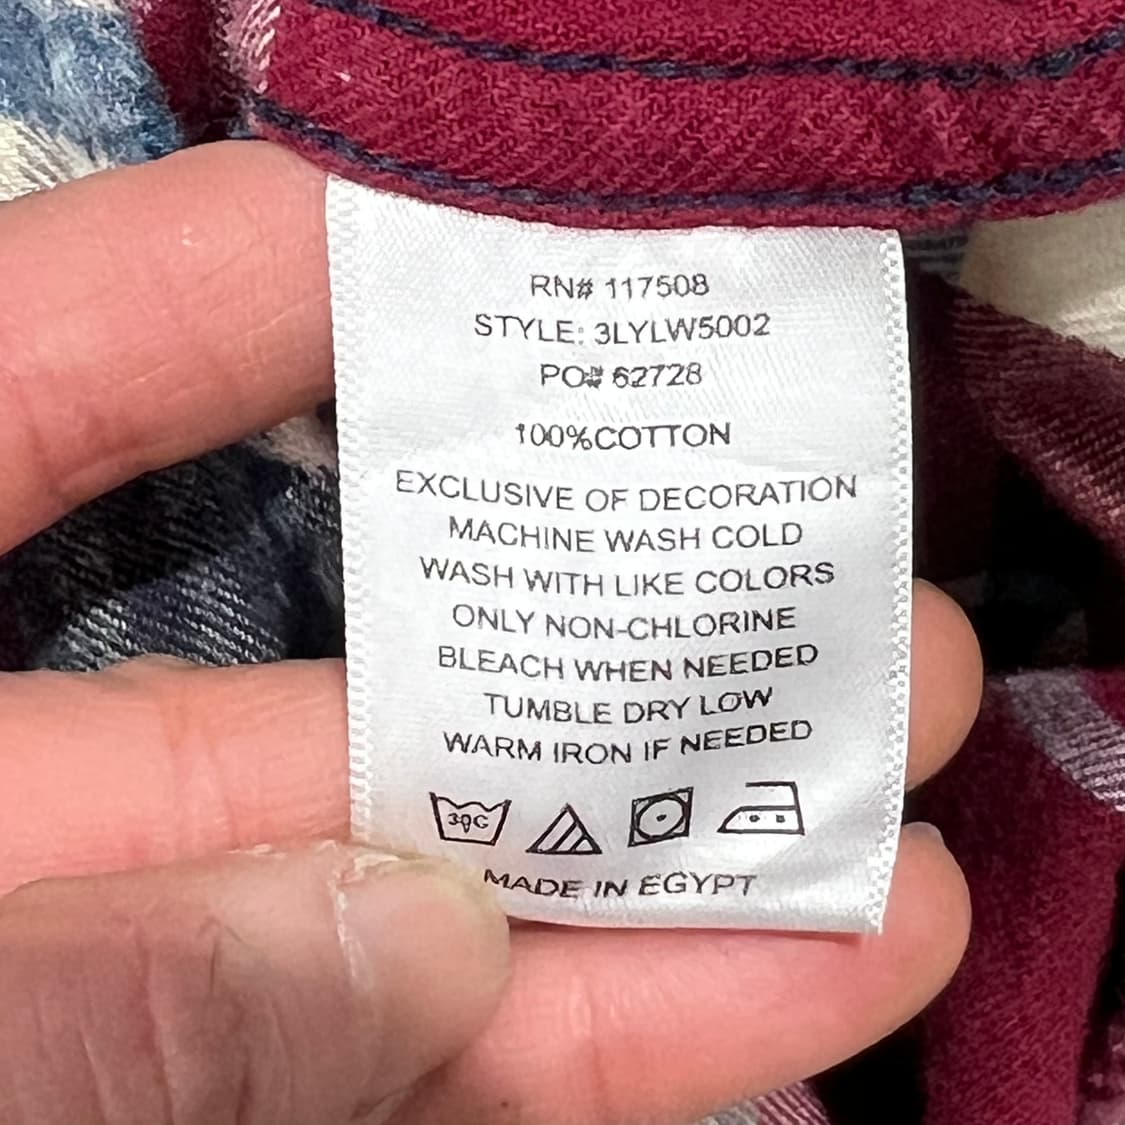 RN# 117508
STYLE: 3LYLW5002
PO# 62728
100%COTTON
EXCLUSIVE OF DECORATION
MACHINE WASH COLD
WASH WITH LIKE COLORS
ONLY NON-CHLORINE
BLEACH WHEN NEEDED
TUMBLE DRY LOW
WARM IRON IF NEEDED
30C
MADE IN EGYPT